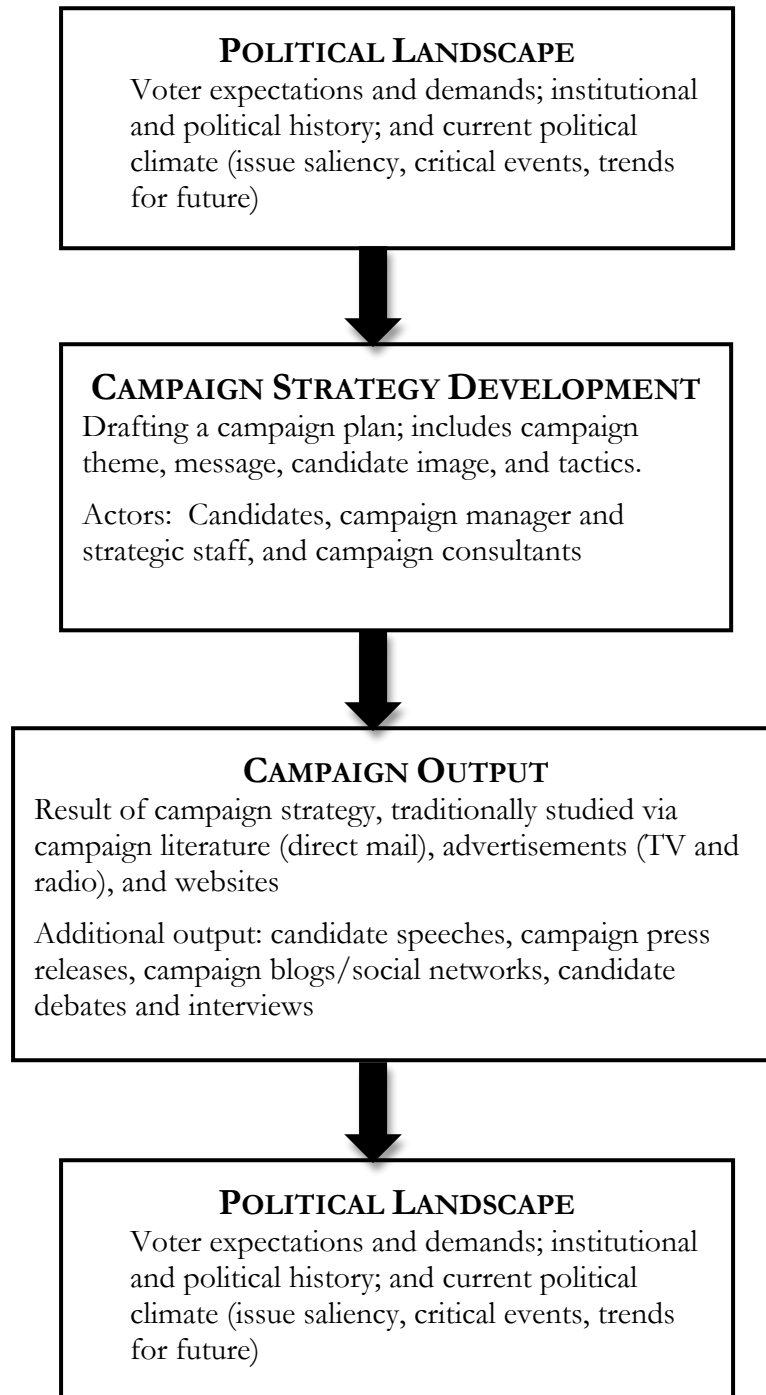 POLITICAL LANDSCAPE
Voter expectations and demands; institutional
and political history; and current political
climate (issue saliency, critical events, trends
for future)
CAMPAIGN STRATEGY DEVELOPMENT
Drafting a campaign plan; includes campaign
theme, message, candidate image, and tactics.
Actors:  Candidates, campaign manager and
strategic staff, and campaign consultants
CAMPAIGN OUTPUT
Result of campaign strategy, traditionally studied via
campaign literature (direct mail), advertisements (TV and
radio), and websites
Additional output: candidate speeches, campaign press
releases, campaign blogs/social networks, candidate
debates and interviews
POLITICAL LANDSCAPE
Voter expectations and demands; institutional
and political history; and current political
climate (issue saliency, critical events, trends
for future)